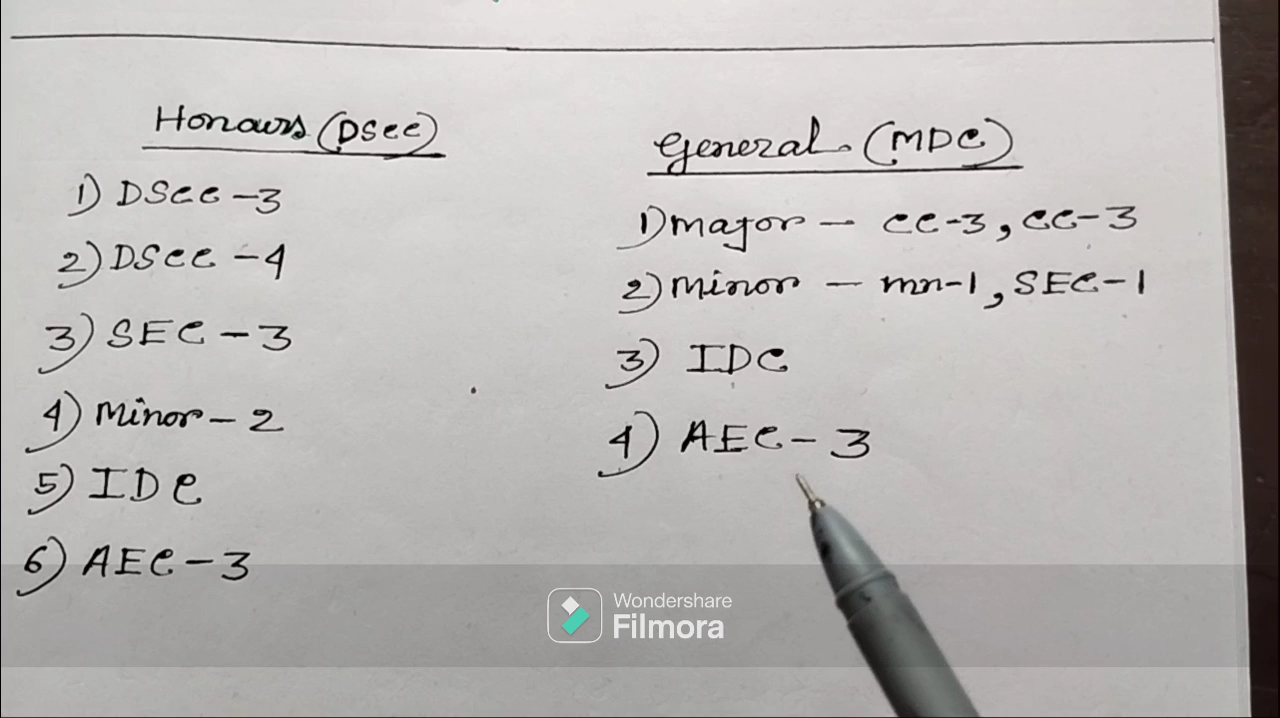 Honours (DSCC)
1) DSCC - 3
2) DSCC - 4
3) SEC - 3
4) Minor - 2
5) IDC
6) AEC - 3
General. (MDC)
1) major - CC-3, CC-3
2) Minor - mn-1, SEC-1
3) IDC
4) AEC - 3
Wondershare
Filmora